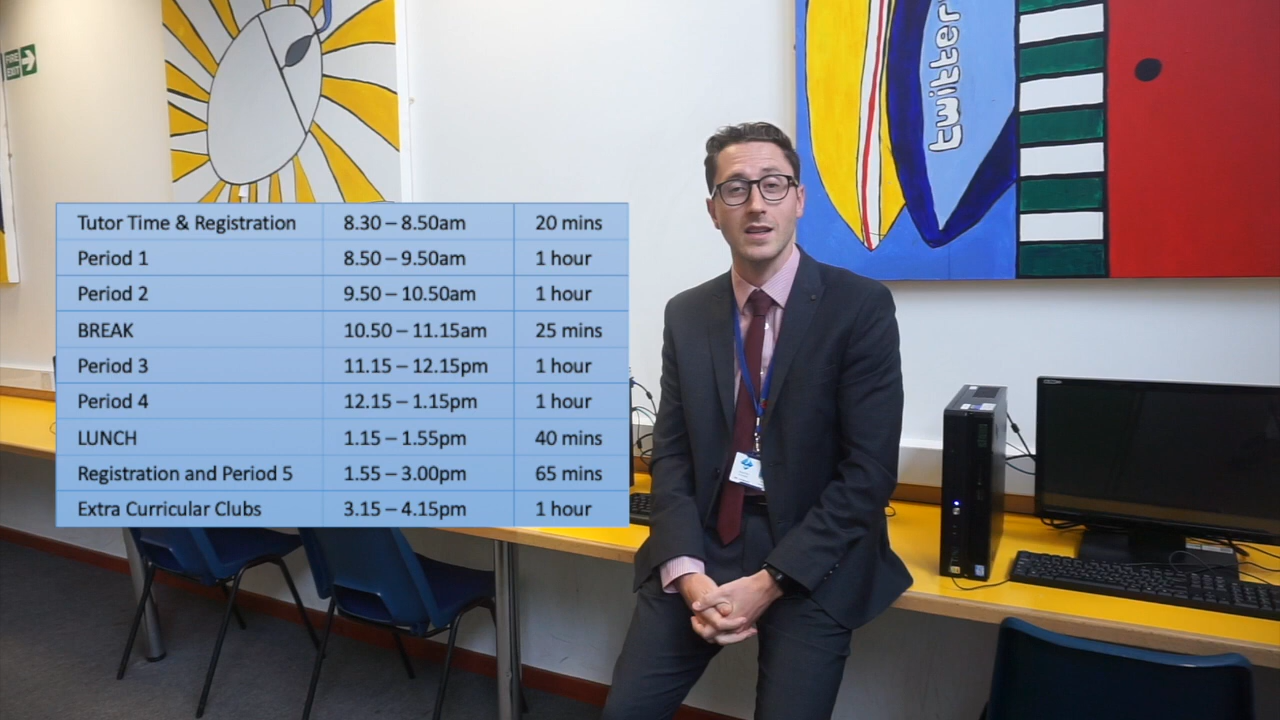 FIRE
EXIT
twitter
Tutor Time & Registration 8.30 – 8.50am 20 mins
Period 1 8.50 – 9.50am 1 hour
Period 2 9.50 – 10.50am 1 hour
BREAK 10.50 – 11.15am 25 mins
Period 3 11.15 – 12.15pm 1 hour
Period 4 12.15 – 1.15pm 1 hour
LUNCH 1.15 – 1.55pm 40 mins
Registration and Period 5 1.55 – 3.00pm 65 mins
Extra Curricular Clubs 3.15 – 4.15pm 1 hour